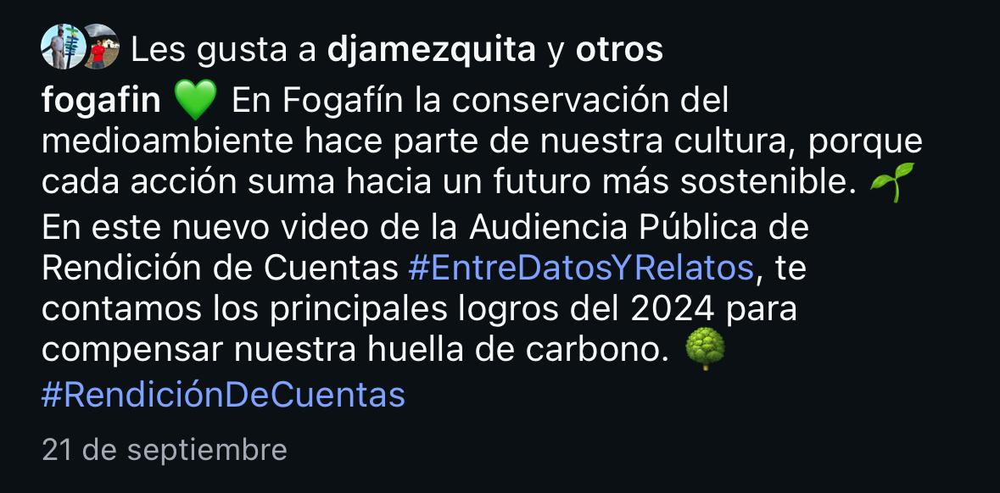 Les gusta a djamezquita y otros
fogafin 💚 En Fogafín la conservación del
medioambiente hace parte de nuestra cultura, porque
cada acción suma hacia un futuro más sostenible. 🌱
En este nuevo video de la Audiencia Pública de
Rendición de Cuentas #EntreDatosYRelatos, te
contamos los principales logros del 2024 para
compensar nuestra huella de carbono. 🌳
#RendiciónDeCuentas
21 de septiembre